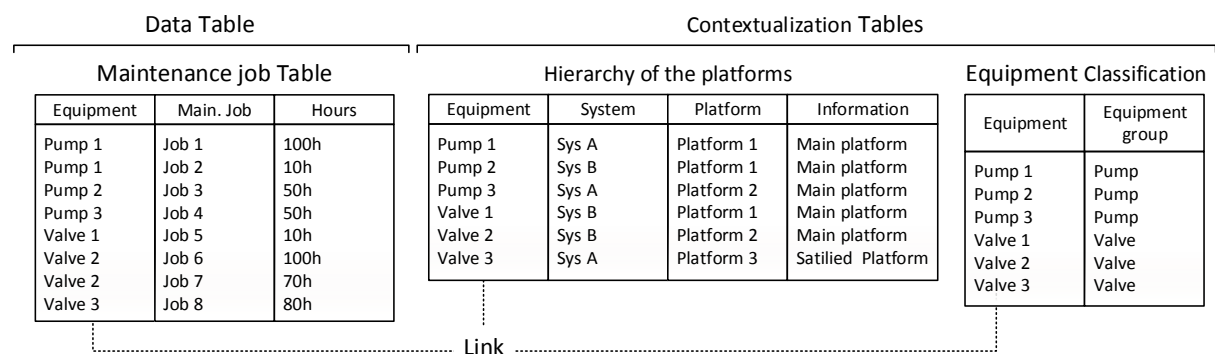 Data Table
Contextualization Tables
Maintenance job Table
Equipment Main. Job Hours
Pump 1 Job 1 100h
Pump 1 Job 2 10h
Pump 2 Job 3 50h
Pump 3 Job 4 50h
Valve 1 Job 5 10h
Valve 2 Job 6 100h
Valve 2 Job 7 70h
Valve 3 Job 8 80h
Hierarchy of the platforms
Equipment System Platform Information
Pump 1 Sys A Platform 1 Main platform
Pump 2 Sys B Platform 1 Main platform
Pump 3 Sys A Platform 2 Main platform
Valve 1 Sys B Platform 1 Main platform
Valve 2 Sys B Platform 2 Main platform
Valve 3 Sys A Platform 3 Satilied Platform
Equipment Classification
Equipment Equipment
group
Pump 1 Pump
Pump 2 Pump
Pump 3 Pump
Valve 1 Valve
Valve 2 Valve
Valve 3 Valve
Link